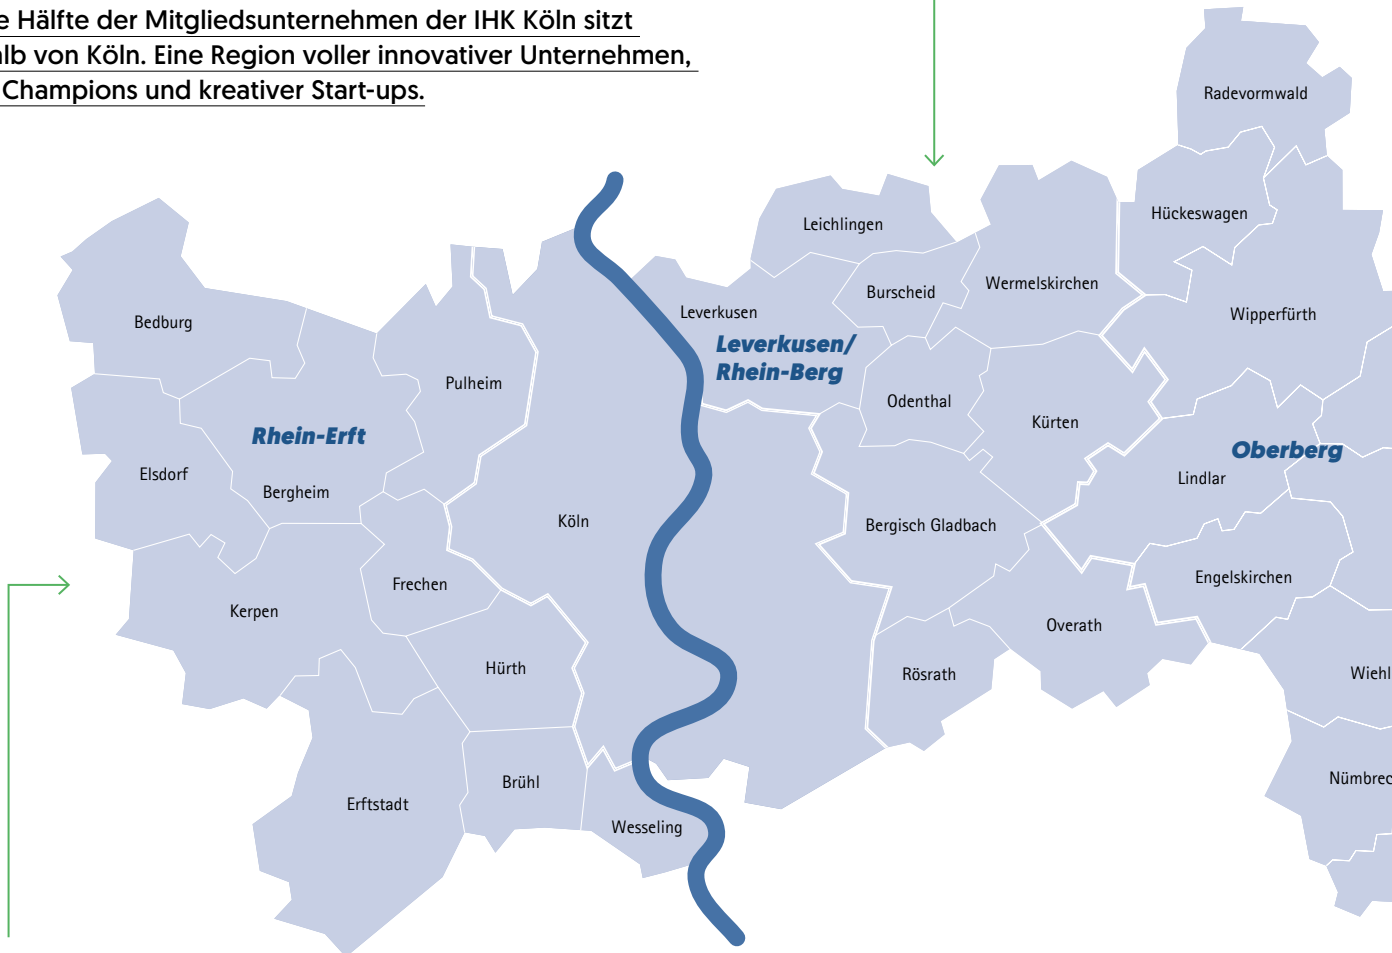 e Hälfte der Mitgliedsunternehmen der IHK Köln sitzt
lb von Köln. Eine Region voller innovativer Unternehmen,
Champions und kreativer Start-ups.
Radevormwald
Hückeswagen
Leichlingen
Wermelskirchen
Burscheid
Leverkusen
Wipperfürth
Bedburg
Leverkusen/
Rhein-Berg
Pulheim
Odenthal
Kürten
Rhein-Erft
Oberberg
Elsdorf
Lindlar
Bergheim
Köln
Bergisch Gladbach
Engelskirchen
Frechen
Kerpen
Overath
Hürth
Rösrath
Wiehl
Brühl
Nümbrec
Erftstadt
Wesseling